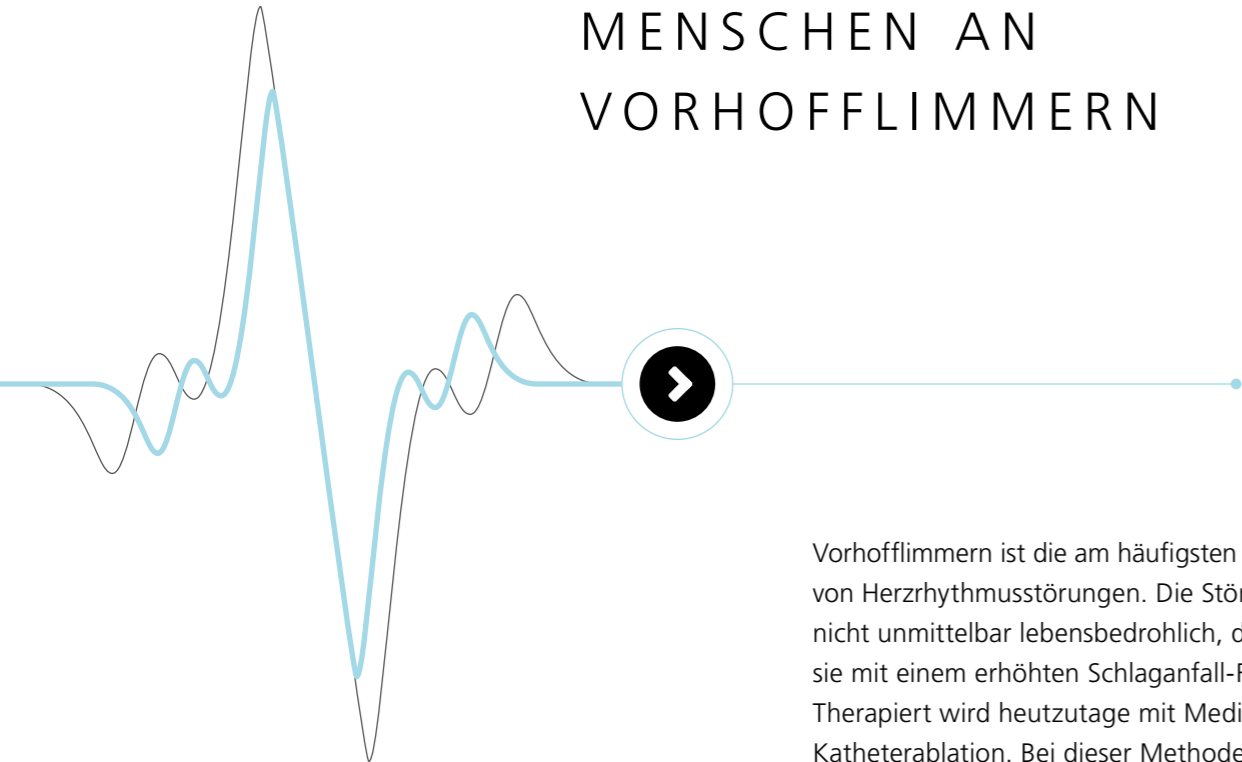 MENSCHEN AN
VORHOFFLIMMERN
Vorhofflimmern ist die am häufigsten
von Herzrhythmusstörungen. Die Stör
nicht unmittelbar lebensbedrohlich, d
sie mit einem erhöhten Schlaganfall-R
Therapiert wird heutzutage mit Medi
Katheterablation. Bei dieser Methode